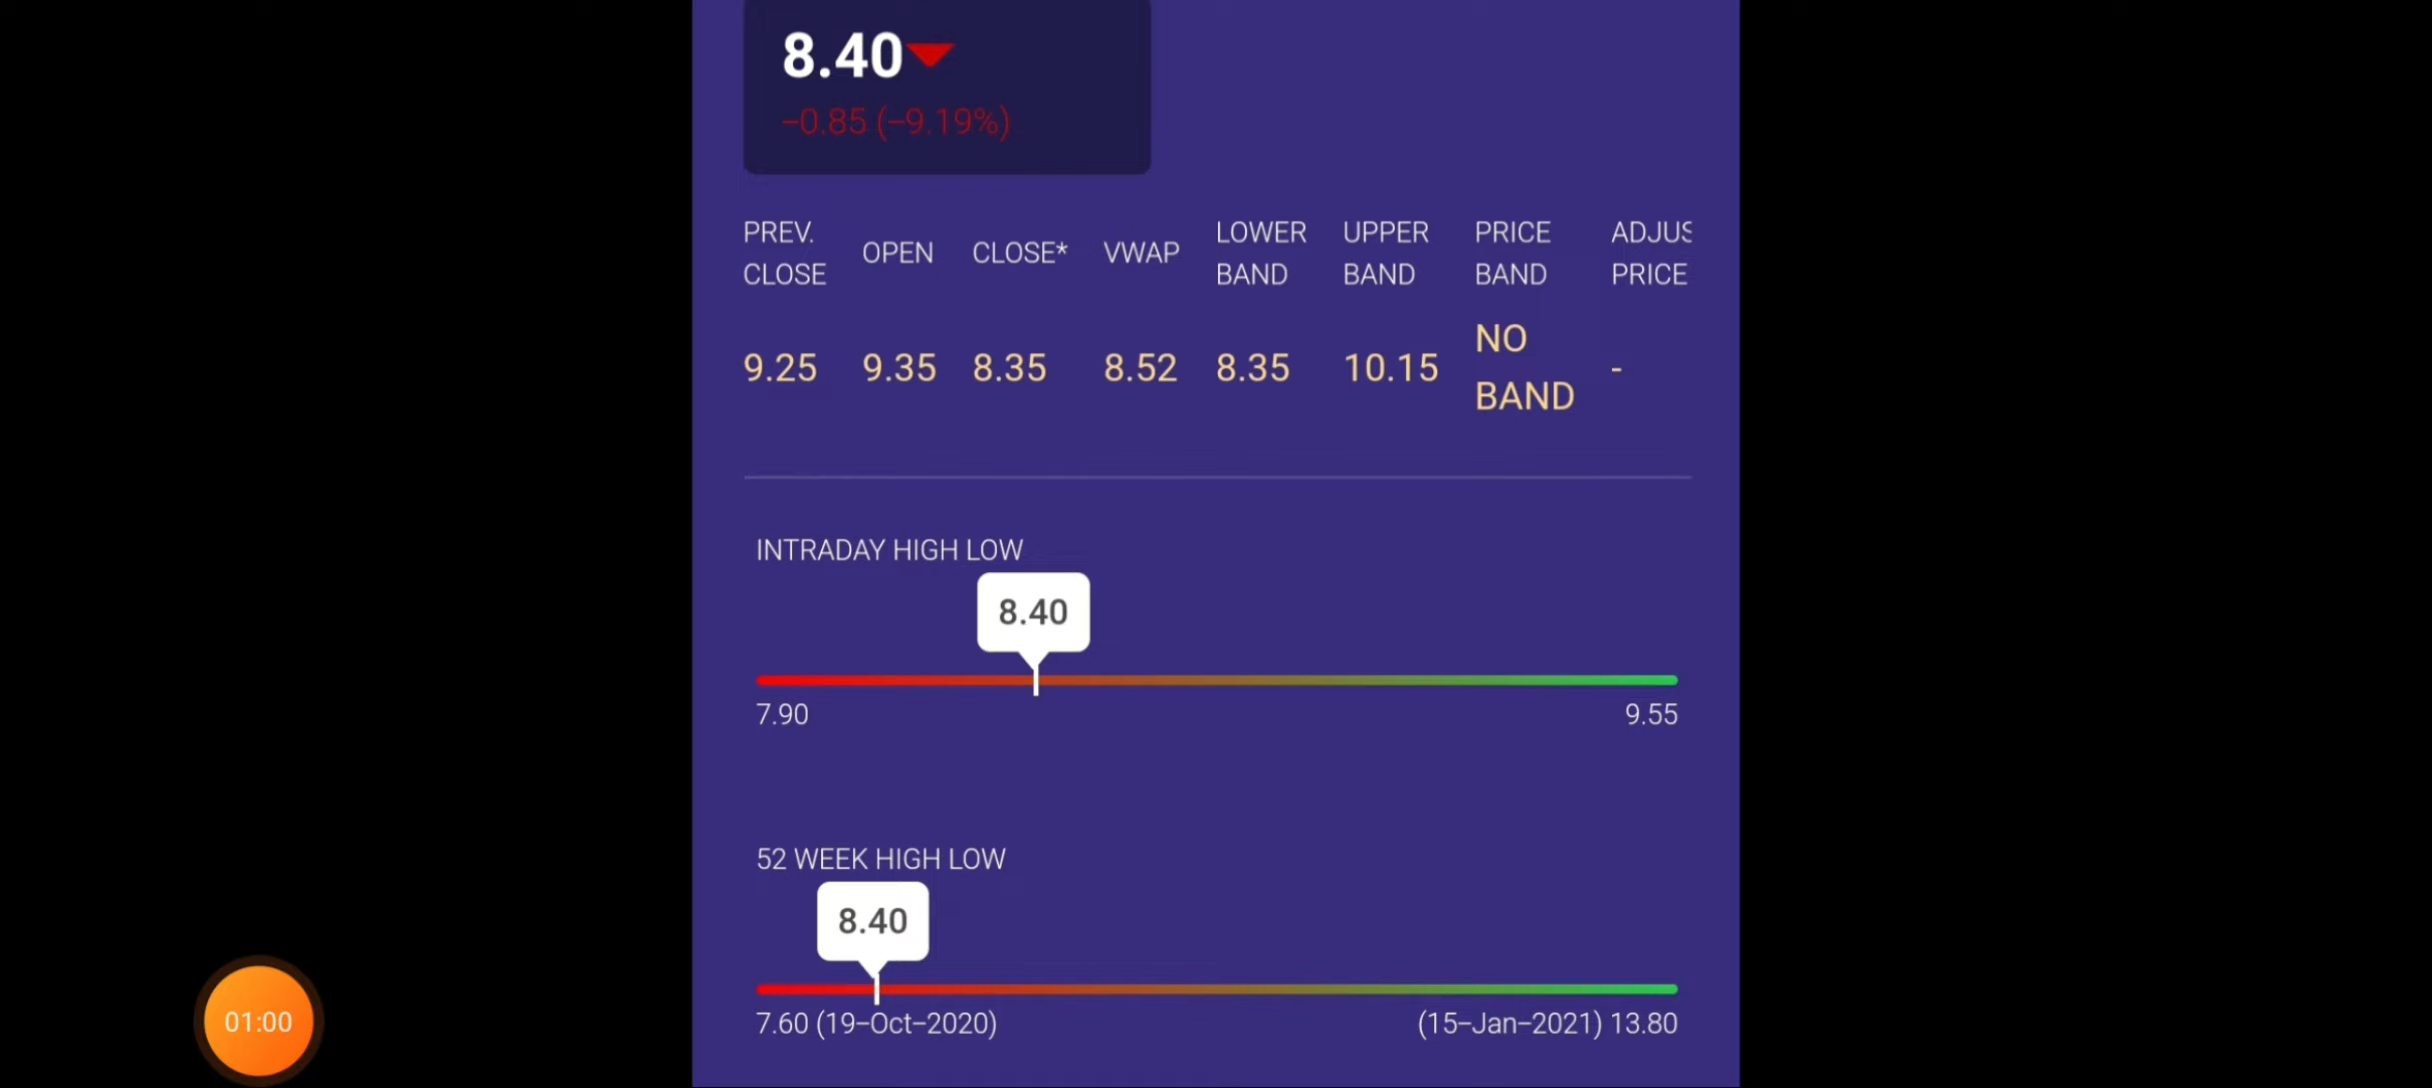 8.40
−0.85 (−9.19%)
PREV. CLOSE OPEN CLOSE* VWAP LOWER BAND UPPER BAND PRICE BAND ADJUS PRICE
9.25 9.35 8.35 8.52 8.35 10.15 NO BAND -
INTRADAY HIGH LOW
8.40
7.90 9.55
52 WEEK HIGH LOW
8.40
7.60 (19−Oct−2020) (15−Jan−2021) 13.80
01:00